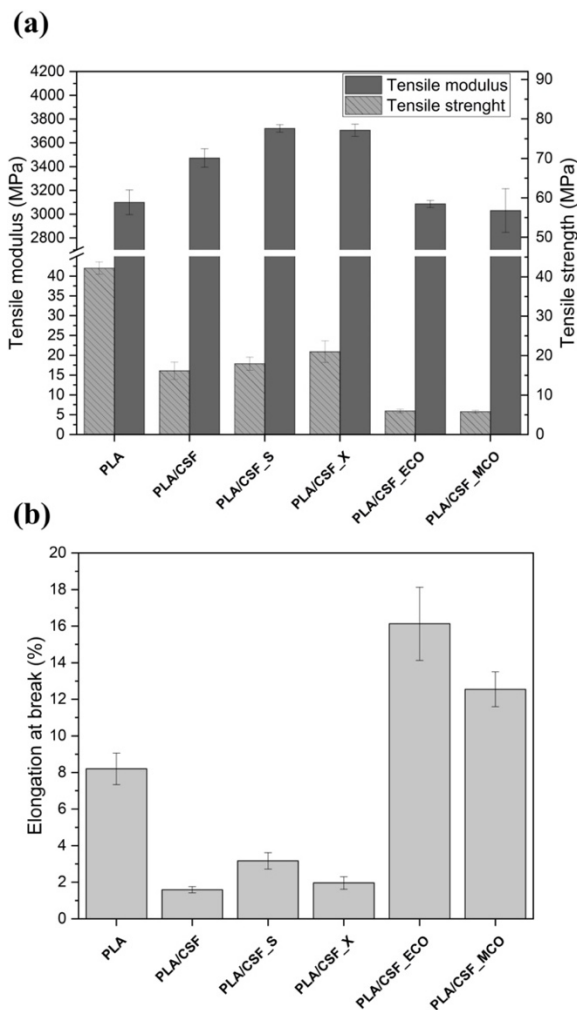 (a)
4200
4000
3800
3600
3400
3200
3000
2800
40
35
30
25
20
15
10
5
0
Tensile modulus (MPa)
Tensile modulus
Tensile strenght
90
80
70
60
50
40
30
20
10
0
Tensile strength (MPa)
PLA
PLA/CSF
PLA/CSF_S
PLA/CSF_X
PLA/CSF_ECO
PLA/CSF_MCO
(b)
20
18
16
14
12
10
8
6
4
2
0
Elongation at break (%)
PLA
PLA/CSF
PLA/CSF_S
PLA/CSF_X
PLA/CSF_ECO
PLA/CSF_MCO